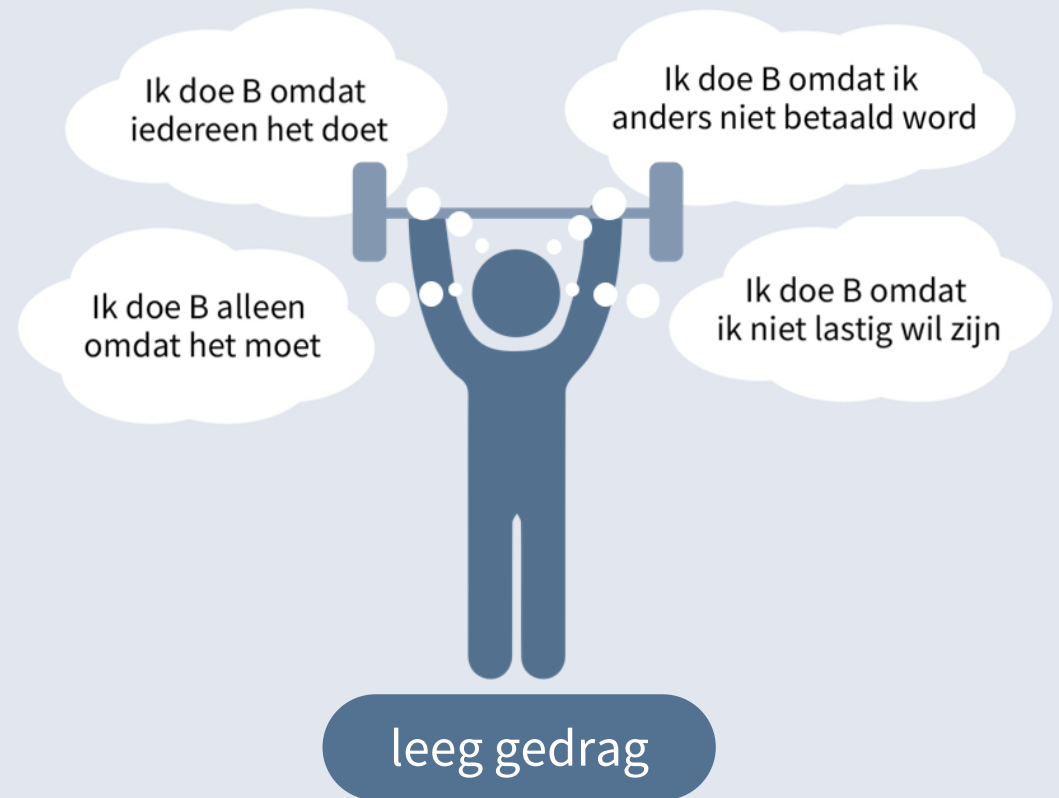 Ik doe B omdat
iedereen het doet
Ik doe B omdat ik
anders niet betaald word
Ik doe B alleen
omdat het moet
Ik doe B omdat
ik niet lastig wil zijn
leeg gedrag